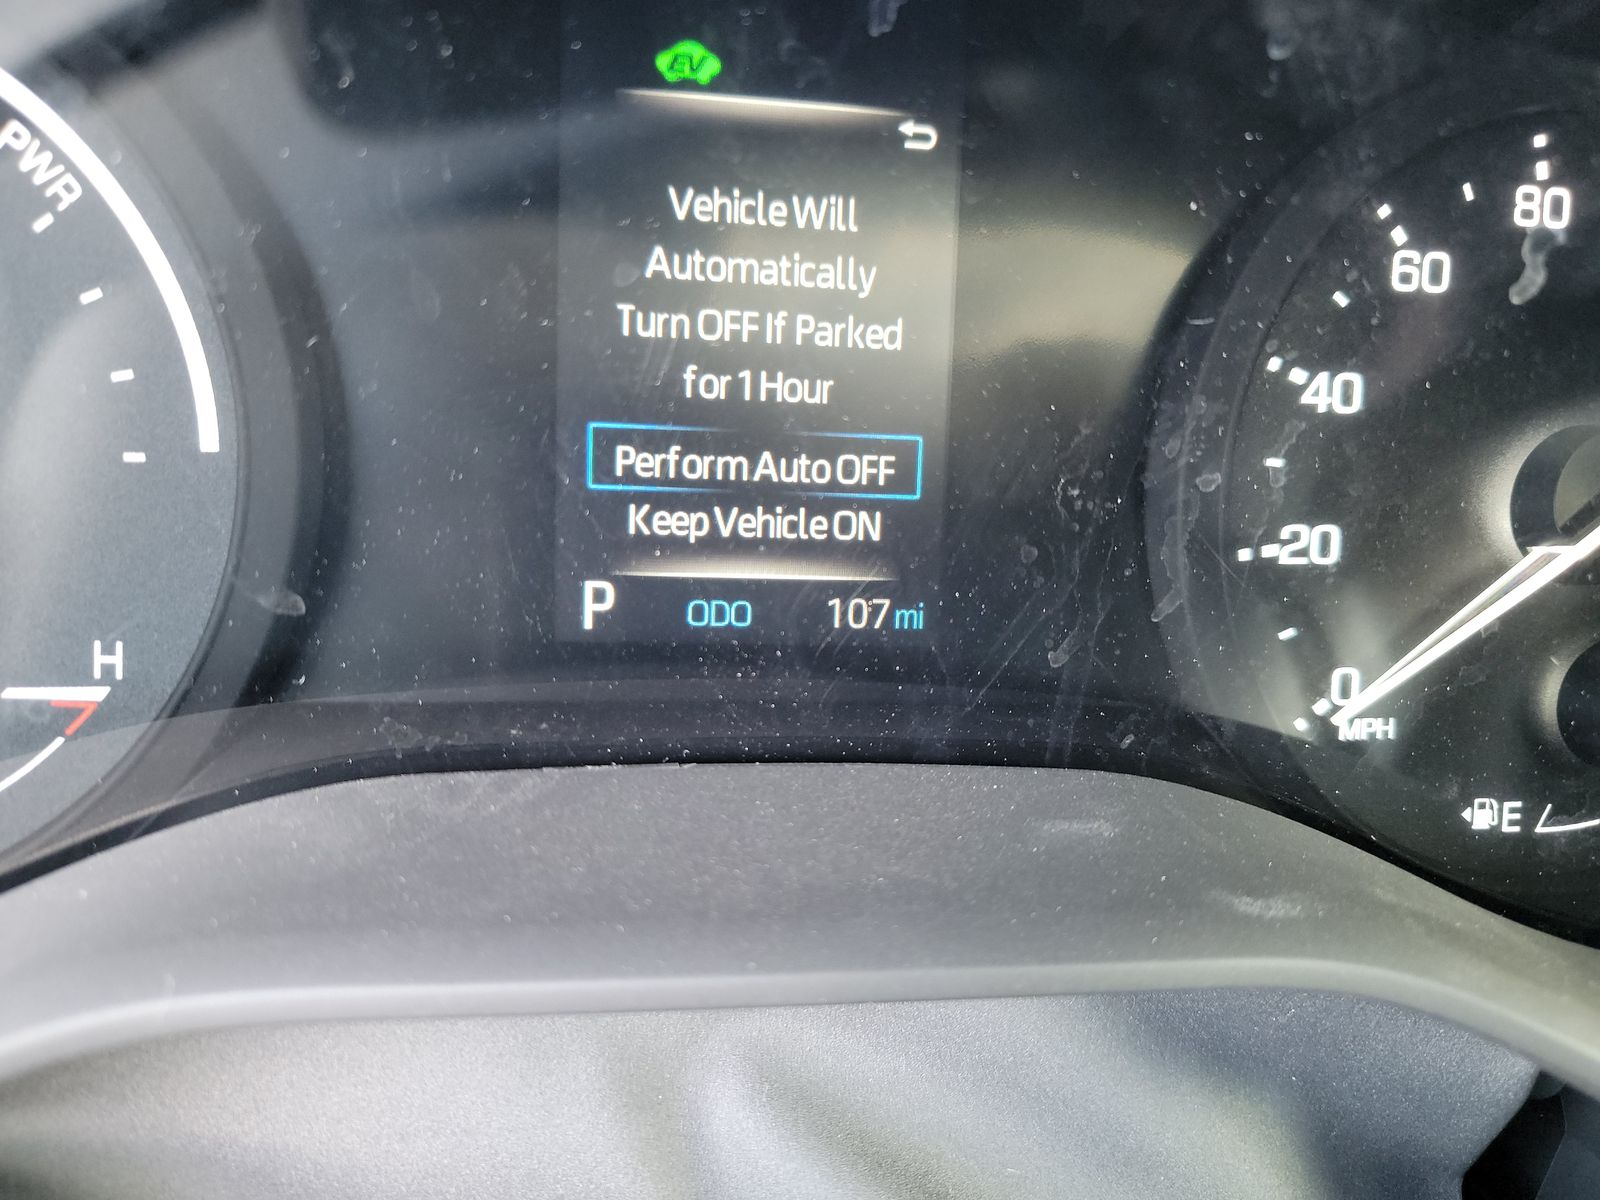 EV
PWR
Vehicle Will
Automatically
Turn OFF If Parked
for 1 Hour
Perform Auto OFF
Keep Vehicle ON
P ODO 107 mi
H
80
60
40
20
0
MPH
E